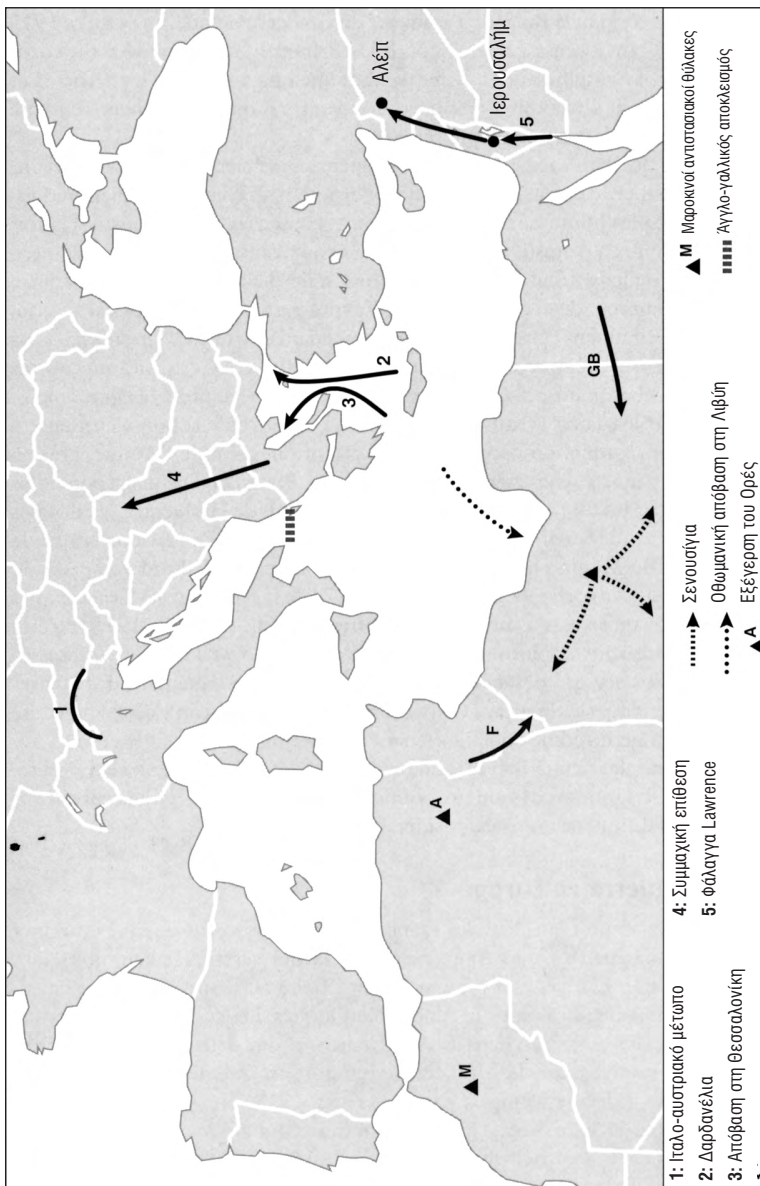 Αλέπ
Ιερουσαλήμ
1
2
3
4
5
GB
F
A
M
1: Ιταλο-αυστριακό μέτωπο
2: Δαρδανέλια
3: Απόβαση στη Θεσσαλονίκη
4: Συμμαχική επίθεση
5: Φάλαγγα Lawrence
Σενουσίγια
Οθωμανική απόβαση στη Λιβύη
A Εξέγερση του Ορές
M Μαροκινοί αντιστασιακοί θύλακες
Άγγλο-γαλλικός αποκλεισμός